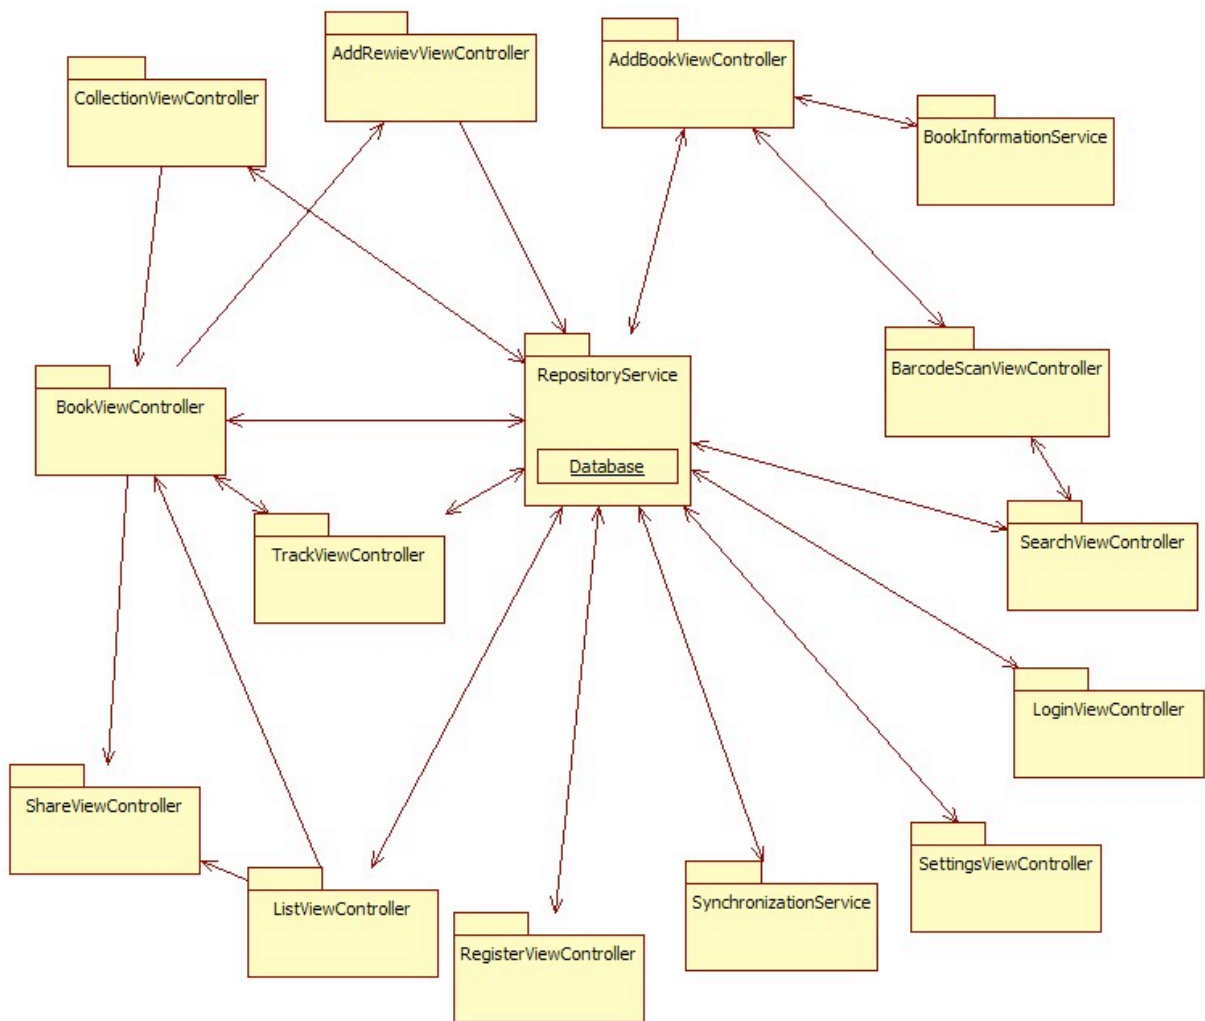 AddRewievViewController
AddBookViewController
CollectionViewController
BookInformationService
RepositoryService
BarcodeScanViewController
BookViewController
Database
SearchViewController
TrackViewController
LoginViewController
ShareViewController
SettingsViewController
ListViewController
SynchronizationService
RegisterViewController